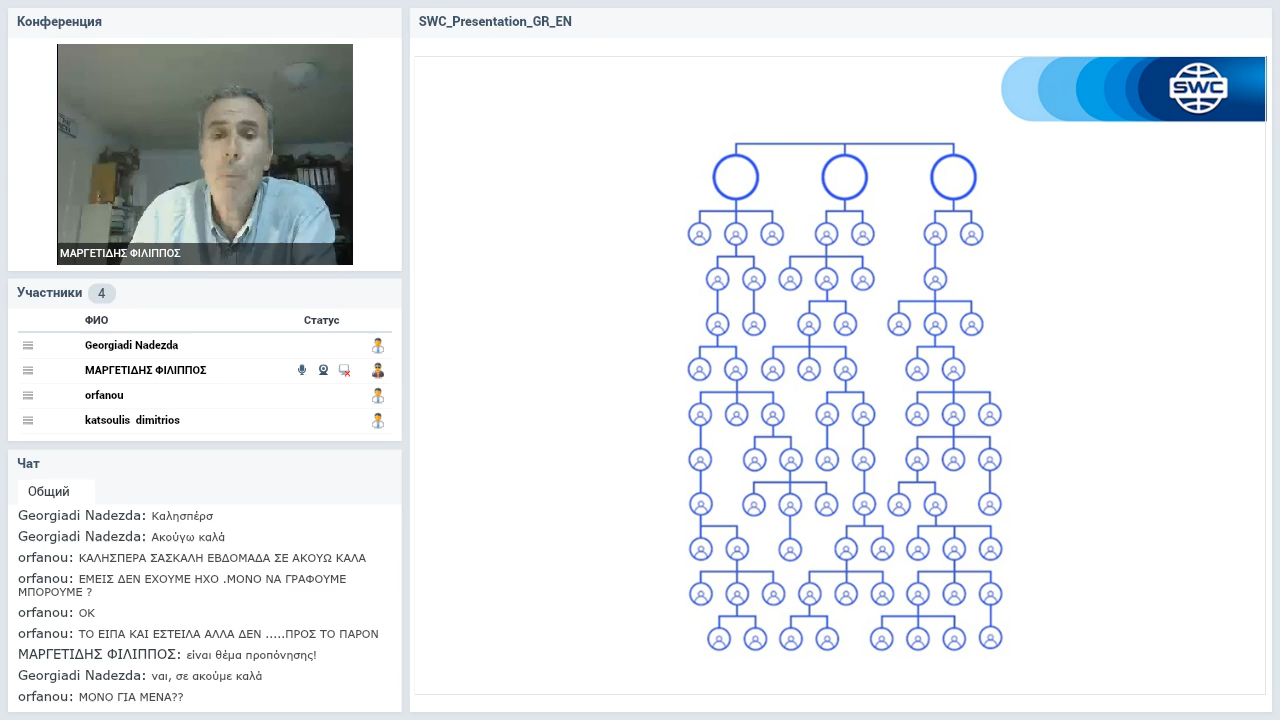 Конференция
ΜΑΡΓΕΤΙΔΗΣ ΦΙΛΙΠΠΟΣ
Участники 4
ФИО Статус
Georgiadi Nadezda
ΜΑΡΓΕΤΙΔΗΣ ΦΙΛΙΠΠΟΣ
orfanou
katsoulis dimitrios
Чат
Общий
Georgiadi Nadezda: Καλησπέρσ
Georgiadi Nadezda: Ακούγω καλά
orfanou: ΚΑΛΗΣΠΕΡΑ ΣΑΣΚΑΛΗ ΕΒΔΟΜΑΔΑ ΣΕ ΑΚΟΥΩ ΚΑΛΑ
orfanou: ΕΜΕΙΣ ΔΕΝ ΕΧΟΥΜΕ ΗΧΟ .ΜΟΝΟ ΝΑ ΓΡΑΦΟΥΜΕ
ΜΠΟΡΟΥΜΕ ?
orfanou: ΟΚ
orfanou: ΤΟ ΕΙΠΑ ΚΑΙ ΕΣΤΕΙΛΑ ΑΛΛΑ ΔΕΝ .....ΠΡΟΣ ΤΟ ΠΑΡΟΝ
ΜΑΡΓΕΤΙΔΗΣ ΦΙΛΙΠΠΟΣ: είναι θέμα προπόνησης!
Georgiadi Nadezda: ναι, σε ακούμε καλά
orfanou: ΜΟΝΟ ΓΙΑ ΜΕΝΑ??
SWC_Presentation_GR_EN
SWC